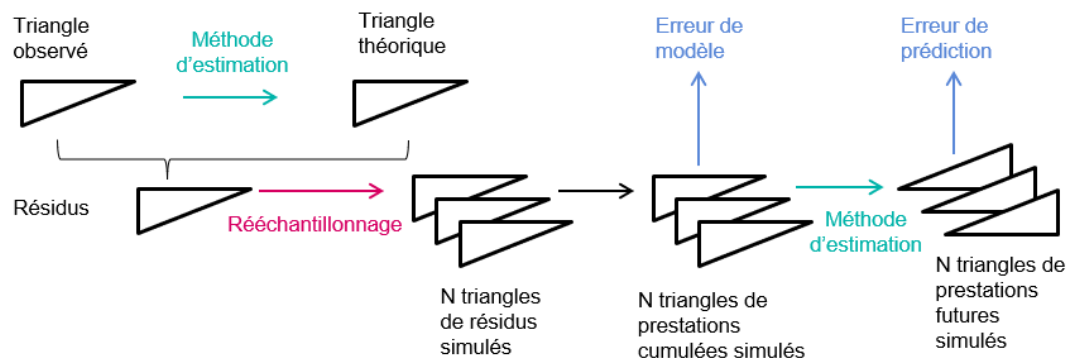 Triangle
observé
Méthode
d'estimation
Triangle
théorique
Erreur de
modèle
Erreur de
prédiction
Résidus
Rééchantillonnage
Méthode
d'estimation
N triangles
de résidus
simulés
N triangles de
prestations
cumulées simulés
N triangles de
prestations
futures
simulés